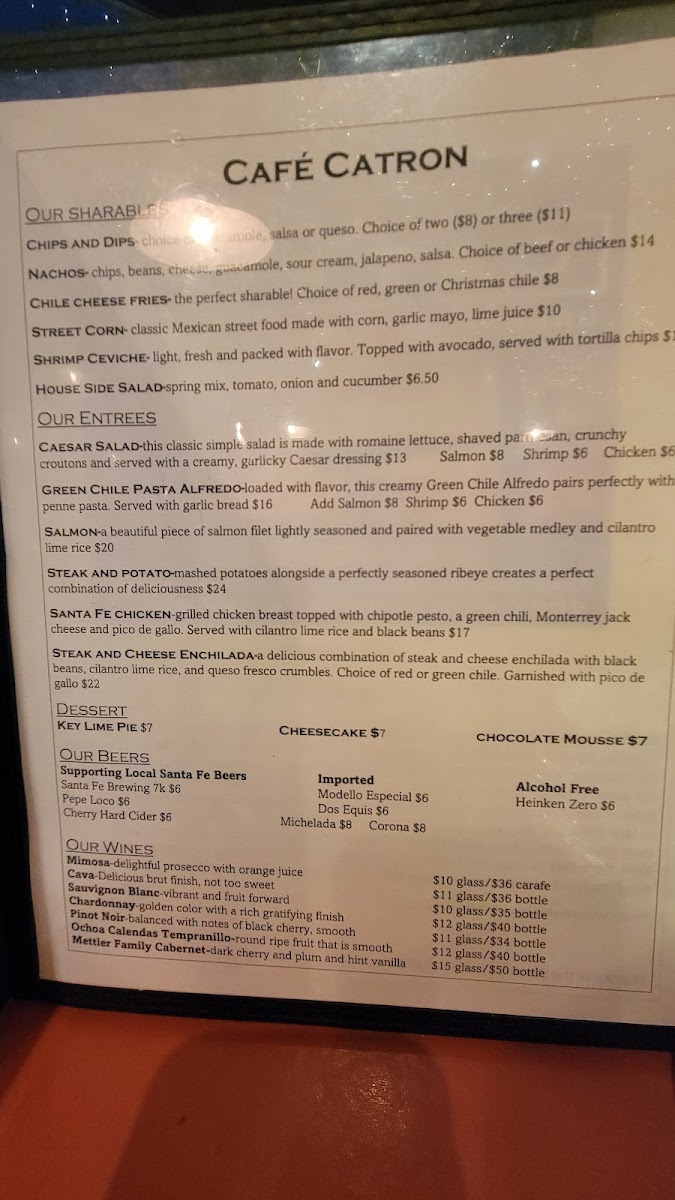 CAFÉ CATRON
OUR SHARABLES
CHIPS AND DIPS- choice of guacamole, salsa or queso. Choice of two ($8) or three ($11)
NACHOS- chips, beans, cheese, guacamole, sour cream, jalapeno, salsa. Choice of beef or chicken $14
CHILE CHEESE FRIES- the perfect sharable! Choice of red, green or Christmas chile $8
STREET CORN- classic Mexican street food made with corn, garlic mayo, lime juice $10
SHRIMP CEVICHE- light, fresh and packed with flavor. Topped with avocado, served with tortilla chips
HOUSE SIDE SALAD-spring mix, tomato, onion and cucumber $6.50
OUR ENTREES
CAESAR SALAD-this classic simple salad is made with romaine lettuce, shaved parmesan, crunchy
croutons and served with a creamy, garlicky Caesar dressing $13 Salmon $8 Shrimp $6 Chicken $6
GREEN CHILE PASTA ALFREDO-loaded with flavor, this creamy Green Chile Alfredo pairs perfectly with
penne pasta. Served with garlic bread $16 Add Salmon $8 Shrimp $6 Chicken $6
SALMON-a beautiful piece of salmon filet lightly seasoned and paired with vegetable medley and cilantro
lime rice $20
STEAK AND POTATO-mashed potatoes alongside a perfectly seasoned ribeye creates a perfect
combination of deliciousness $24
SANTA FE CHICKEN-grilled chicken breast topped with chipotle pesto, a green chili, Monterrey jack
cheese and pico de gallo. Served with cilantro lime rice and black beans $17
STEAK AND CHEESE ENCHILADA-a delicious combination of steak and cheese enchilada with black
beans, cilantro lime rice, and queso fresco crumbles. Choice of red or green chile. Garnished with pico de
gallo $22
DESSERT
KEY LIME PIE $7 CHEESECAKE $7 CHOCOLATE MOUSSE $7
OUR BEERS
Supporting Local Santa Fe Beers
Santa Fe Brewing 7k $6
Pepe Loco $6
Cherry Hard Cider $6
Imported
Modello Especial $6
Dos Equis $6
Michelada $8 Corona $8
Alcohol Free
Heinken Zero $6
OUR WINES
Mimosa-delightful prosecco with orange juice $10 glass/$36 carafe
Cava-Delicious brut finish, not too sweet $11 glass/$36 bottle
Sauvignon Blanc-vibrant and fruit forward $10 glass/$35 bottle
Chardonnay-golden color with a rich gratifying finish $12 glass/$40 bottle
Pinot Noir-balanced with notes of black cherry, smooth $11 glass/$34 bottle
Ochoa Calendas Tempranillo-round ripe fruit that is smooth $12 glass/$40 bottle
Mettler Family Cabernet-dark cherry and plum and hint vanilla $15 glass/$50 bottle